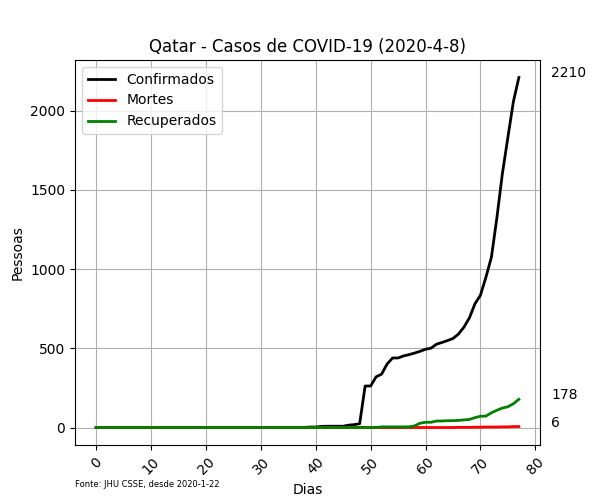 Qatar - Casos de COVID-19 (2020-4-8)
Confirmados
Mortes
Recuperados
2210
178
6
Pessoas
2000
1500
1000
500
0
0 10 20 30 40 50 60 70 80
Dias
Fonte: JHU CSSE, desde 2020-1-22